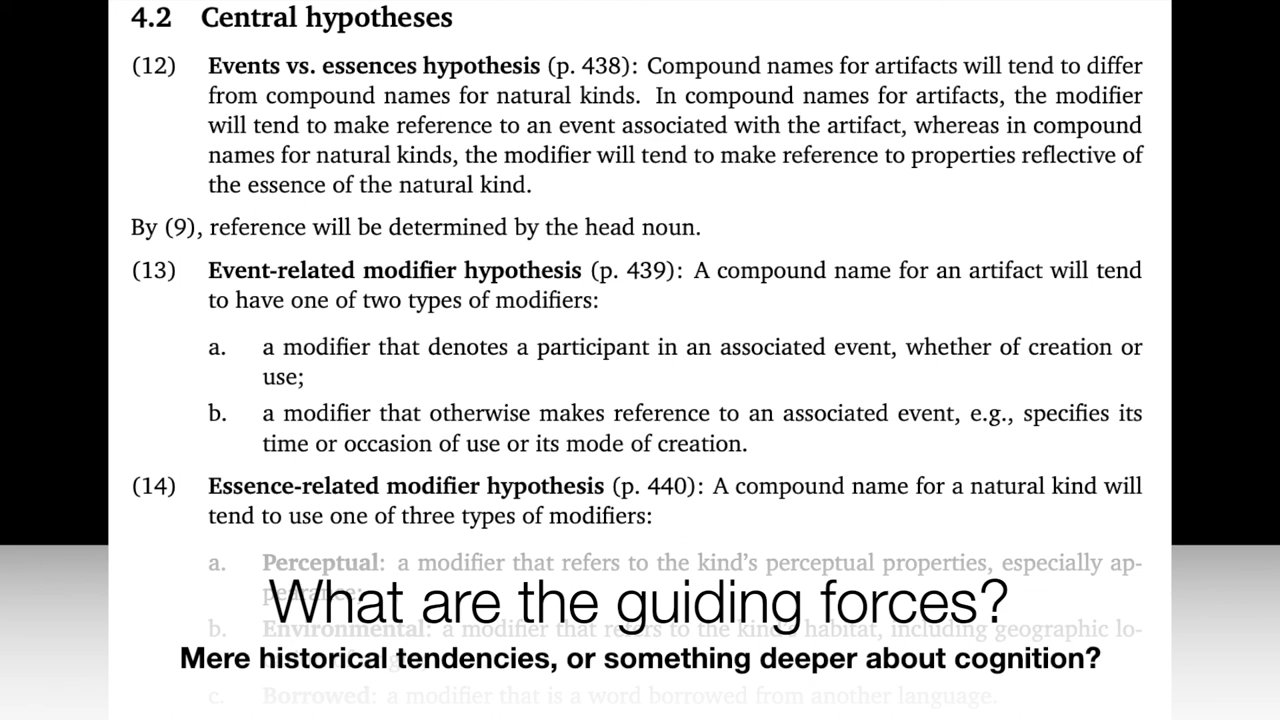 4.2 Central hypotheses
(12) Events vs. essences hypothesis (p. 438): Compound names for artifacts will tend to differ
from compound names for natural kinds. In compound names for artifacts, the modifier
will tend to make reference to an event associated with the artifact, whereas in compound
names for natural kinds, the modifier will tend to make reference to properties reflective of
the essence of the natural kind.
By (9), reference will be determined by the head noun.
(13) Event-related modifier hypothesis (p. 439): A compound name for an artifact will tend
to have one of two types of modifiers:
a. a modifier that denotes a participant in an associated event, whether of creation or
use;
b. a modifier that otherwise makes reference to an associated event, e.g., specifies its
time or occasion of use or its mode of creation.
(14) Essence-related modifier hypothesis (p. 440): A compound name for a natural kind will
tend to use one of three types of modifiers:
a. Perceptual: a modifier that refers to the kind's perceptual properties, especially ap-
pearance;
What are the guiding forces?
b. Environmental: a modifier that refers to the kind's habitat, including geographic lo-
Mere historical tendencies, or something deeper about cognition?
c. Borrowed: a modifier that is a word borrowed from another language.